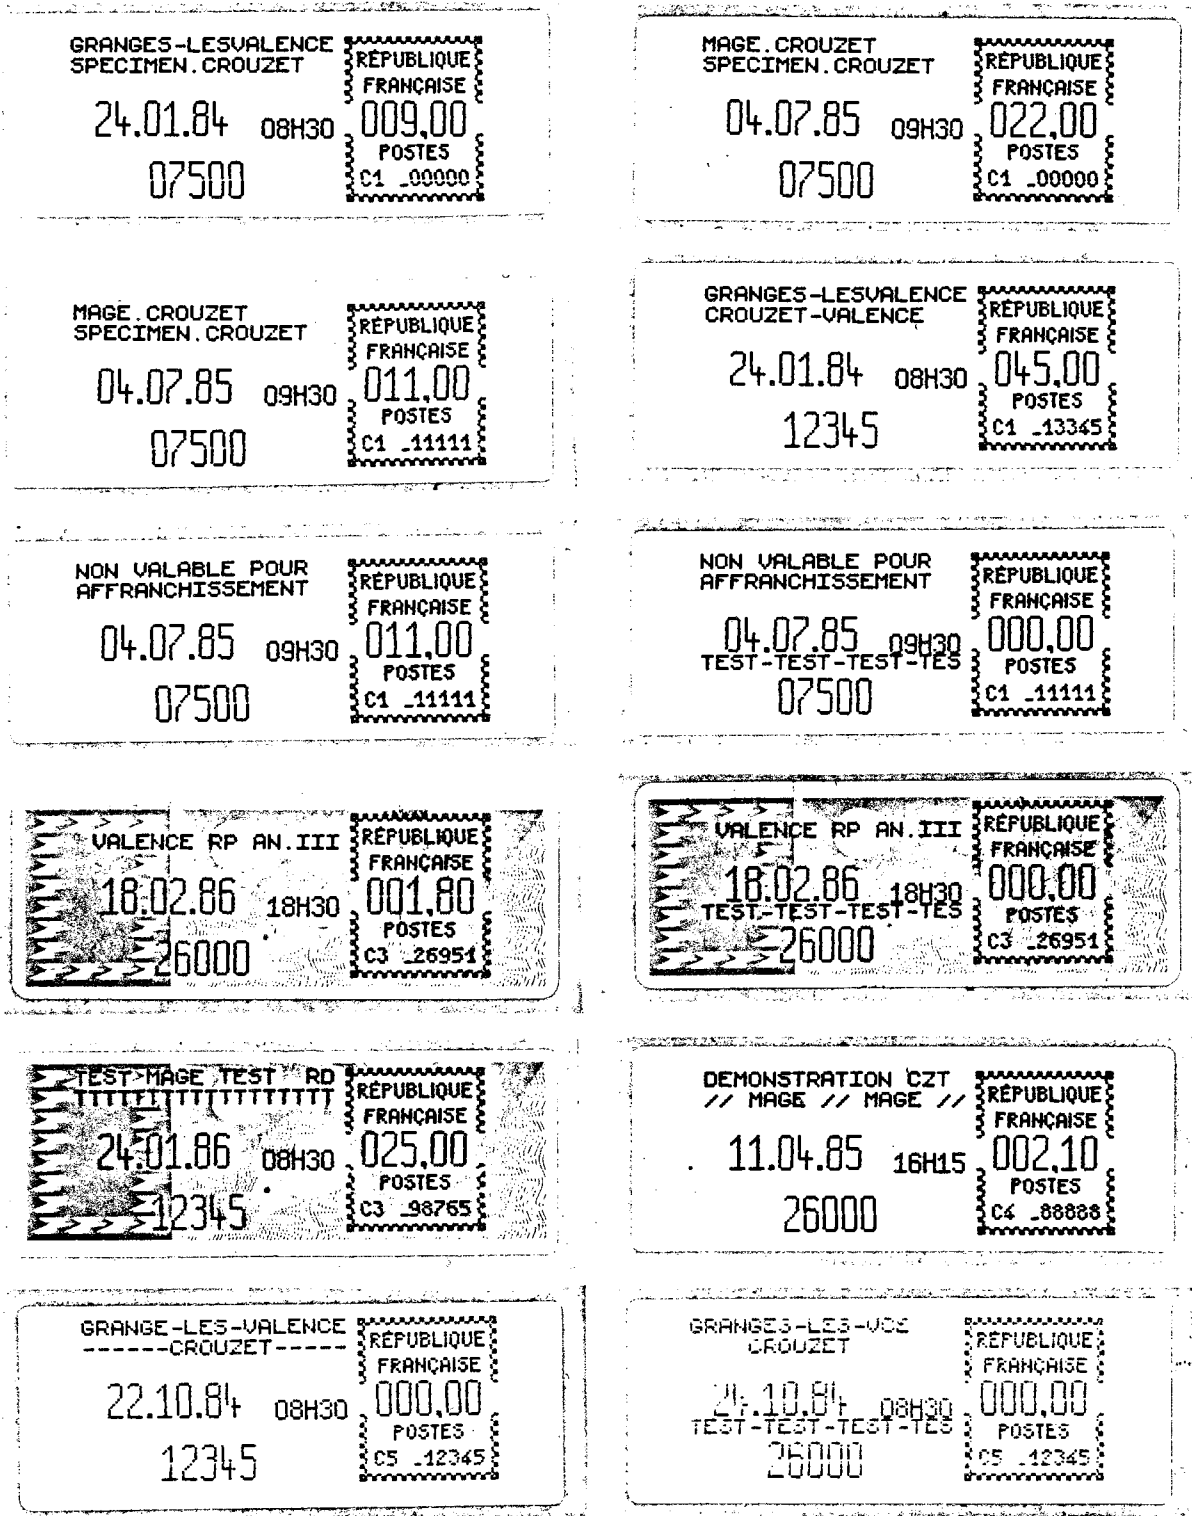 GRANGES-LESVALENCE
SPECIMEN.CROUZET
24.01.84 08H30
07500
RÉPUBLIQUE
FRANÇAISE
009,00
POSTES
C1 _00000
MAGE.CROUZET
SPECIMEN.CROUZET
04.07.85 09H30
07500
RÉPUBLIQUE
FRANÇAISE
022,00
POSTES
C1 _00000
MAGE.CROUZET
SPECIMEN.CROUZET
04.07.85 09H30
07500
RÉPUBLIQUE
FRANÇAISE
011,00
POSTES
C1 _11111
GRANGES-LESVALENCE
CROUZET-VALENCE
24.01.84 08H30
12345
RÉPUBLIQUE
FRANÇAISE
045,00
POSTES
C1 _13345
NON VALABLE POUR
AFFRANCHISSEMENT
04.07.85 09H30
07500
RÉPUBLIQUE
FRANÇAISE
011,00
POSTES
C1 _11111
NON VALABLE POUR
AFFRANCHISSEMENT
04.07.85 09H30
TEST-TEST-TEST-TES
07500
RÉPUBLIQUE
FRANÇAISE
000,00
POSTES
C1 _11111
VALENCE RP AN.III
18.02.86 18H30
26000
RÉPUBLIQUE
FRANÇAISE
001,80
POSTES
C3 _26951
VALENCE RP AN.III
18.02.86 18H30
TEST-TEST-TEST-TES
26000
RÉPUBLIQUE
FRANÇAISE
000,00
POSTES
C3 _26951
TEST MAGE TEST RD
TTTTTTTTTTTTTTTTTT
24.01.86 08H30
12345
RÉPUBLIQUE
FRANÇAISE
025,00
POSTES
C3 _98765
DEMONSTRATION CZT
// MAGE // MAGE //
11.04.85 16H15
26000
RÉPUBLIQUE
FRANÇAISE
002,10
POSTES
C4 _88888
GRANGE-LES-VALENCE
------CROUZET-----
22.10.84 08H30
12345
RÉPUBLIQUE
FRANÇAISE
000,00
POSTES
C5 _12345
GRANGES-LES-VCE
CROUZET
24.10.84 08H30
TEST-TEST-TEST-TES
26000
RÉPUBLIQUE
FRANÇAISE
000,00
POSTES
C5 _12345